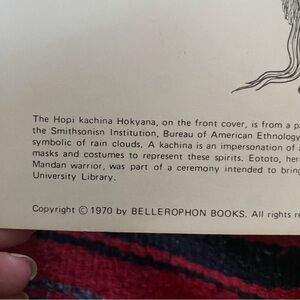 The Hopi kachina Hokyana, on the front cover, is from a
the Smithsonisn Institution, Bureau of American Ethnology
symbolic of rain clouds. A kachina is an impersonation of
masks and costumes to represent these spirits. Eototo,
Mandan warrior, was part of a ceremony intended to bring
University Library.
Copyright © 1970 by BELLEROPHON BOOKS. All rights